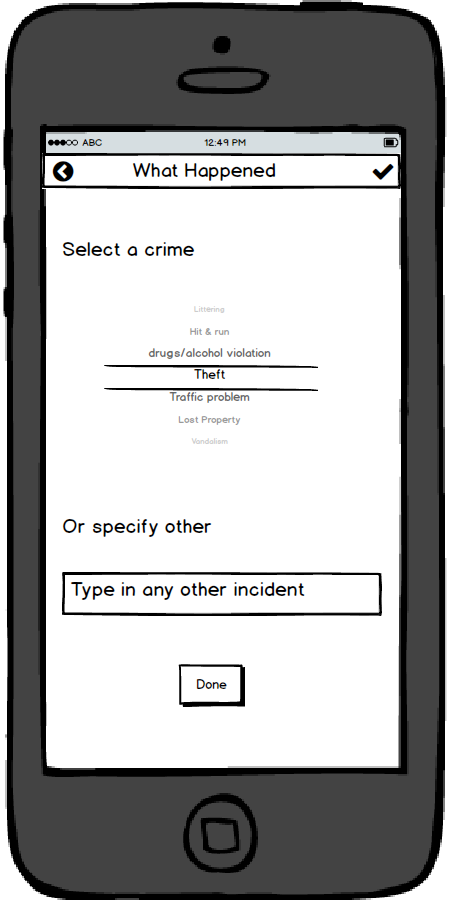 ABC 12:49 PM
What Happened
Select a crime
Littering
Hit & run
drugs/alcohol violation
Theft
Traffic problem
Lost Property
Vandalism
Or specify other
Type in any other incident
Done